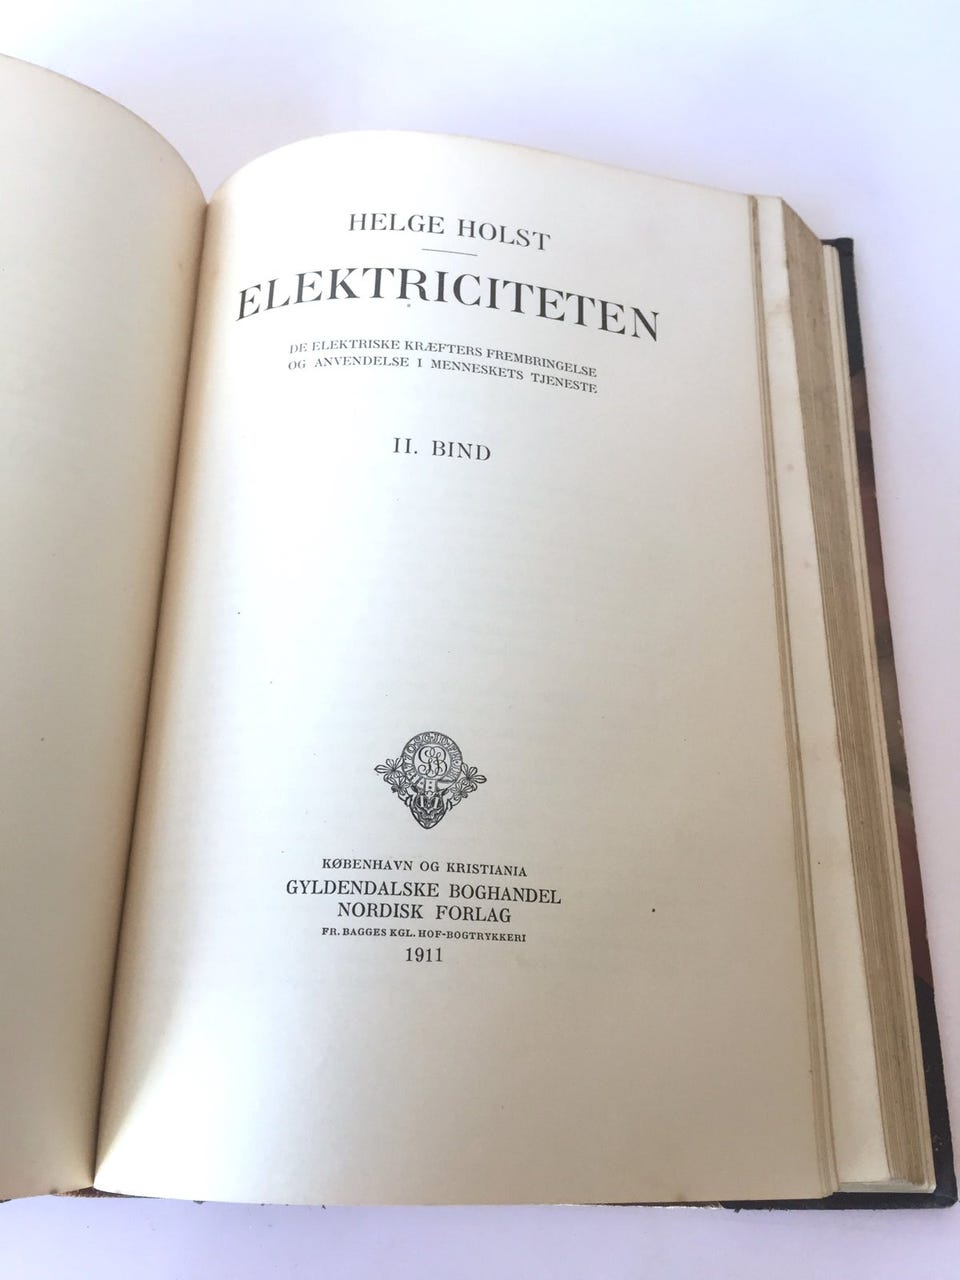 HELGE HOLST
ELEKTRICITETEN
DE ELEKTRISKE KRÆFTERS FREMBRINGELSE
OG ANVENDELSE I MENNESKETS TJENESTE
II. BIND
KØBENHAVN OG KRISTIANIA
GYLDENDALSKE BOGHANDEL
NORDISK FORLAG
FR. BAGGES KGL. HOF-BOGTRYKKERI
1911